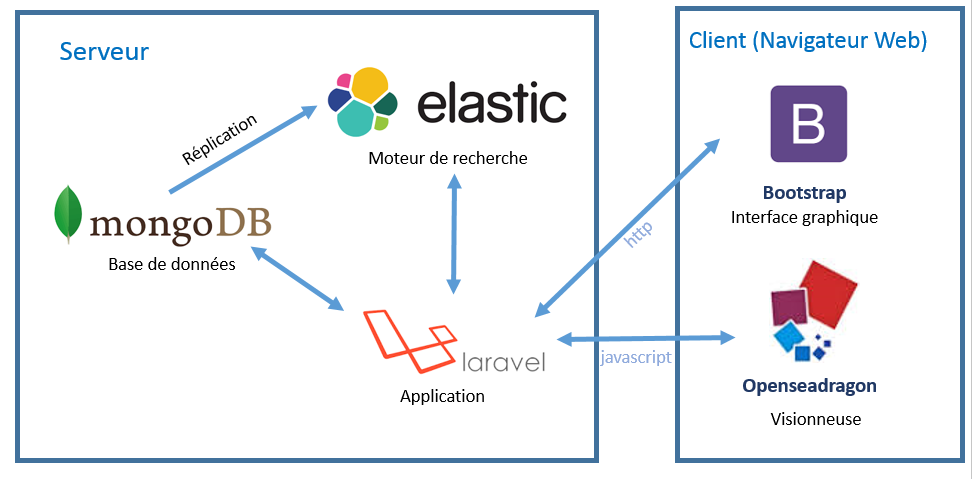 Serveur
Client (Navigateur Web)
elastic
Réplication
Moteur de recherche
B
Bootstrap
Interface graphique
mongoDB
Base de données
http
laravel
javascript
Application
Openseadragon
Visionneuse